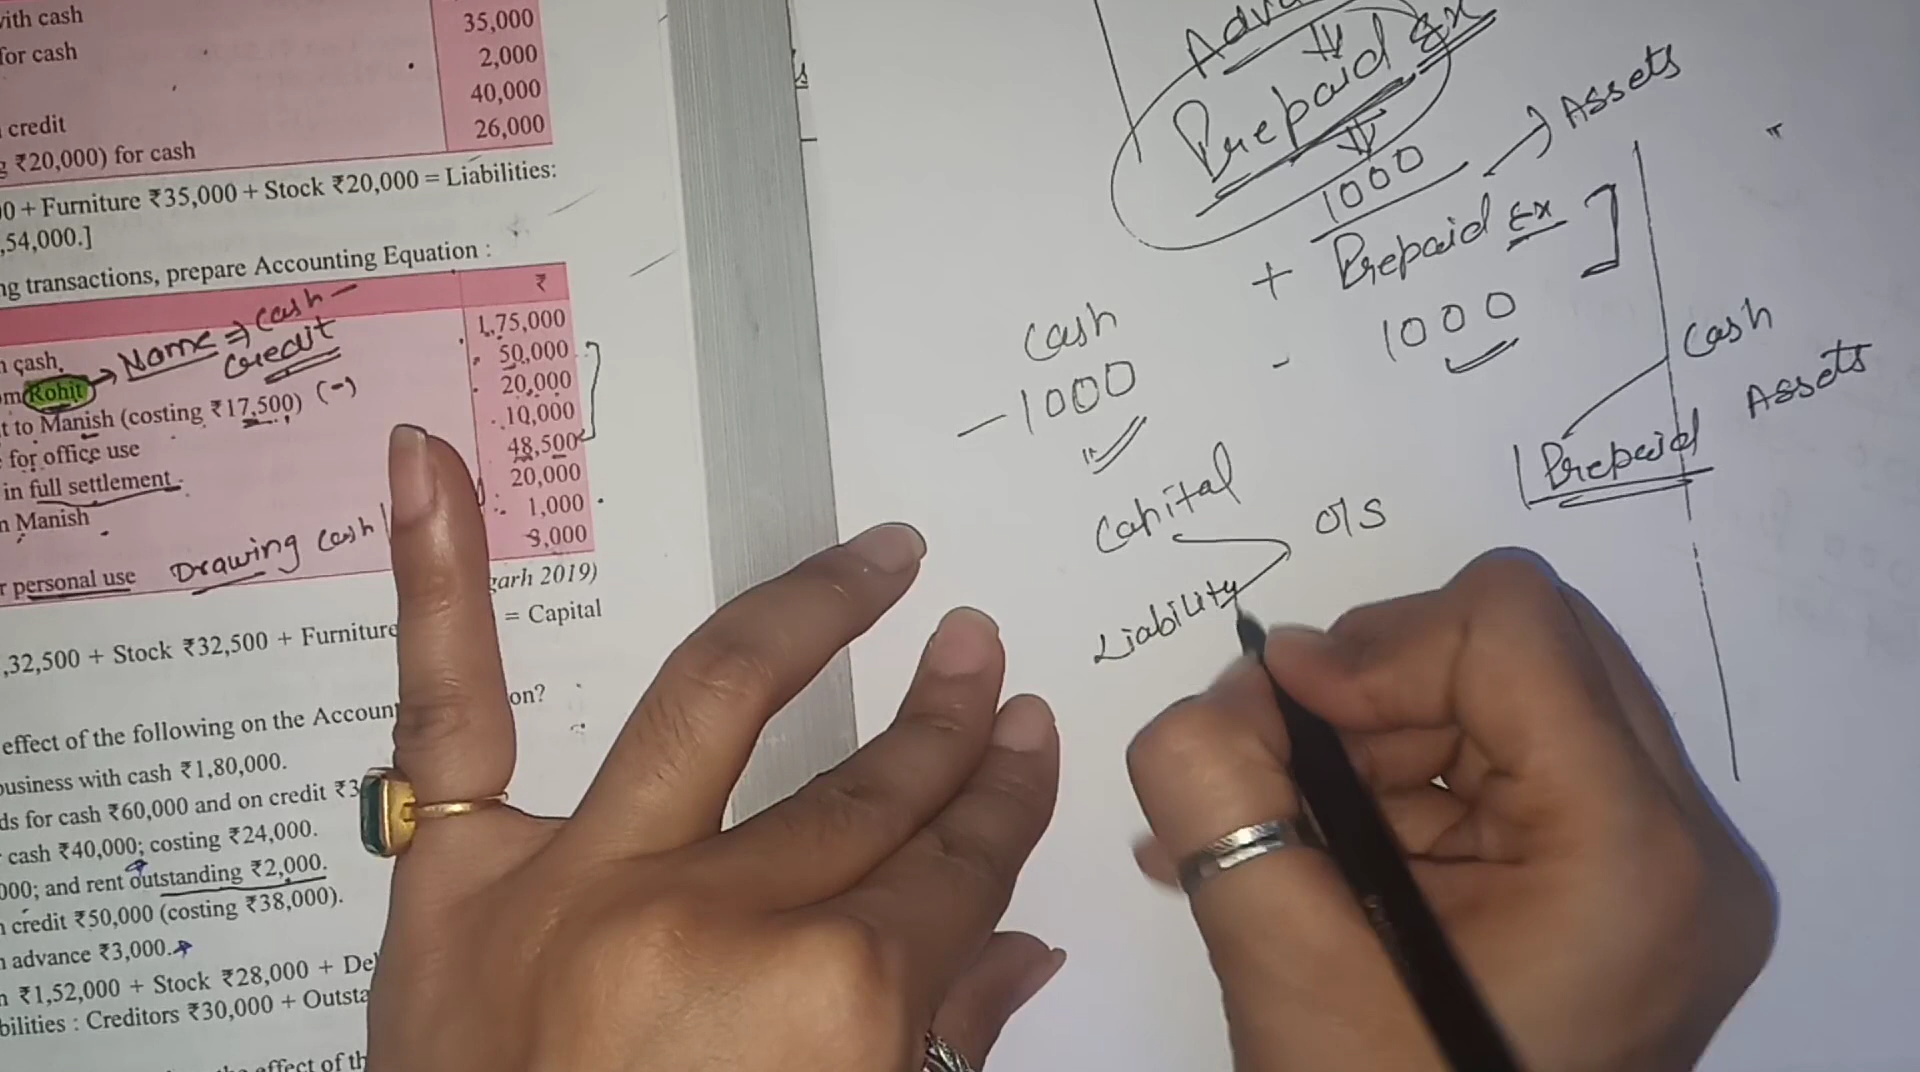 with cash 35,000
for cash 2,000
40,000
credit 26,000
₹20,000) for cash
0 + Furniture ₹35,000 + Stock ₹20,000 = Liabilities:
,54,000.]
ng transactions, prepare Accounting Equation :
₹
Name ⇒ Cash –
Credit
n cash, 1,75,000
om Rohit 50,000
t to Manish (costing ₹17,500) (-) 20,000
for office use 10,000
in full settlement 48,500
n Manish 20,000
1,000
r personal use Drawing Cash 3,000
garh 2019)
,32,500 + Stock ₹32,500 + Furniture = Capital
effect of the following on the Accoun on?
business with cash ₹1,80,000.
ds for cash ₹60,000 and on credit ₹3
cash ₹40,000; costing ₹24,000.
000; and rent outstanding ₹2,000.
n credit ₹50,000 (costing ₹38,000).
n advance ₹3,000.
n ₹1,52,000 + Stock ₹28,000 + De
bilities : Creditors ₹30,000 + Outsta
effect of th
Adva
Prepaid Ex
1000 → Assets
+ Prepaid Ex ]
Cash
-1000 - 1000
Capital
O/S
Liability
Cash
Prepaid Assets